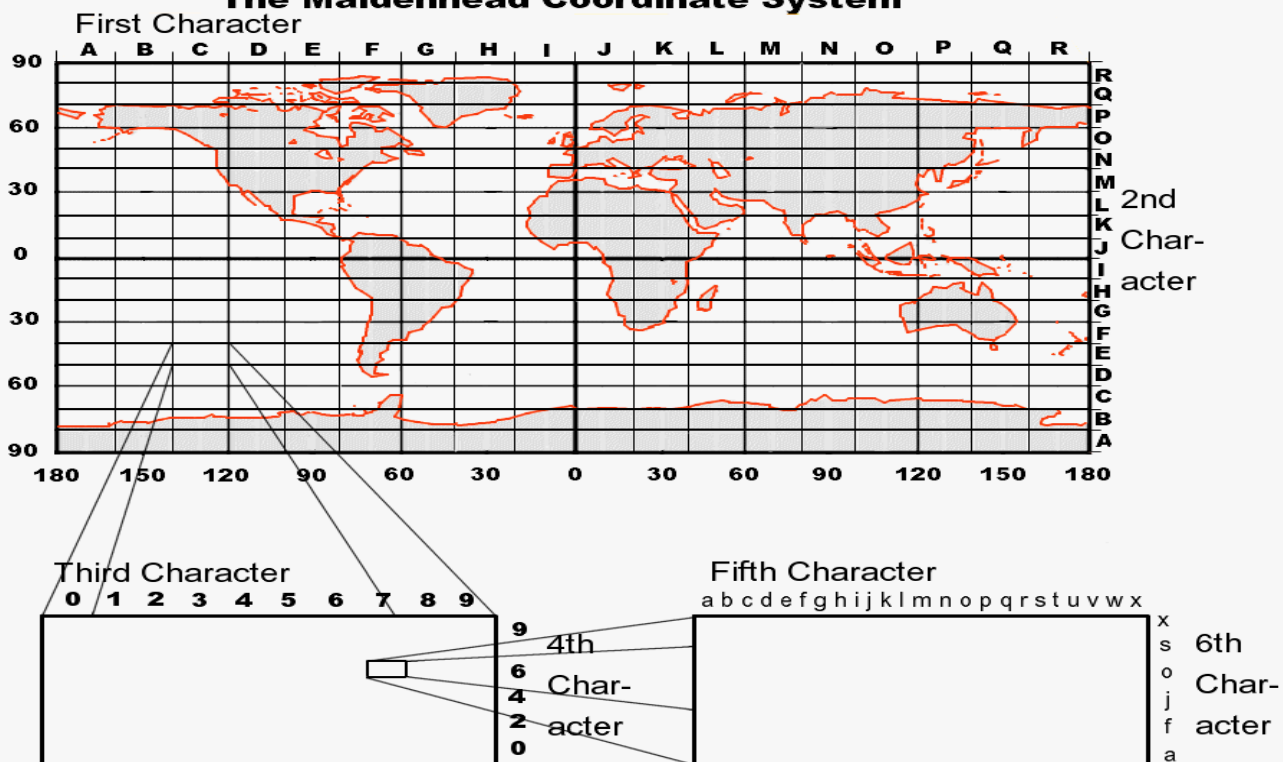 The Maidenhead Coordinate System
First Character
A B C D E F G H I J K L M N O P Q R
90
60
30
0
30
60
90
R
Q
P
O
N
M
L
K
J
I
H
G
F
E
D
C
B
A
2nd
Char-
acter
180 150 120 90 60 30 0 30 60 90 120 150 180
Third Character
0 1 2 3 4 5 6 7 8 9
9
6
4
2
0
4th
Char-
acter
Fifth Character
a b c d e f g h i j k l m n o p q r s t u v w x
x
s
o
j
f
a
6th
Char-
acter